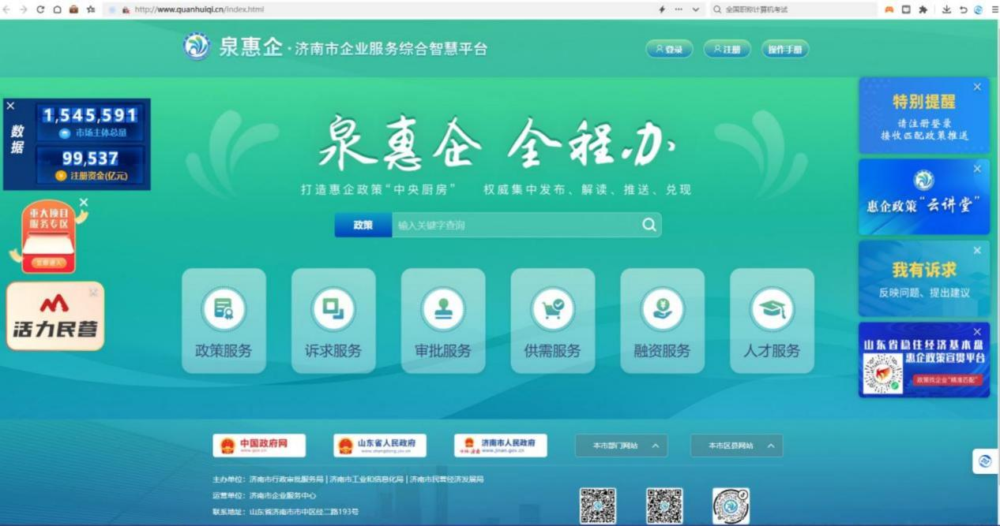 http://www.quanhuiqi.cn/index.html
全国职称计算机考试
泉惠企·济南市企业服务综合智慧平台
登录
注册
操作手册
数据
1,545,591
市场主体总量
99,537
注册资金(亿元)
重大项目
服务专区
立即进入
活力民营
泉惠企 全程办
打造惠企政策“中央厨房” 权威集中发布、解读、推送、兑现
政策
输入关键字查询
政策服务
诉求服务
审批服务
供需服务
融资服务
人才服务
特别提醒
请注册登录
接收匹配政策推送
惠企政策“云讲堂”
我有诉求
反映问题、提出建议
山东省稳住经济基本盘
惠企政策宣贯平台
政策找企业“精准匹配”
中国政府网
www.gov.cn
山东省人民政府
www.shandong.gov.cn
济南市人民政府
中国·济南 www.jinan.gov.cn
本市部门网站
本市区县网站
主办单位：济南市行政审批服务局 | 济南市工业和信息化局 | 济南市民营经济发展局
运营单位：济南市企业服务中心
联系地址：山东省济南市市中区经二路193号